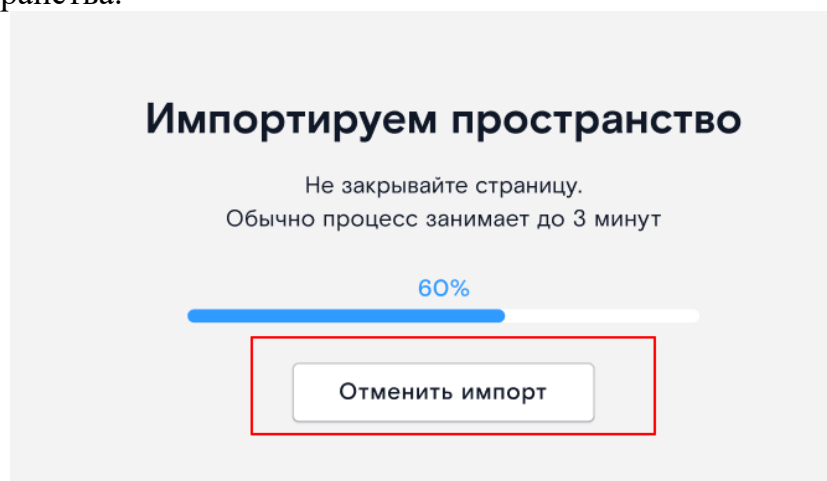 Импортируем пространство
Не закрывайте страницу.
Обычно процесс занимает до 3 минут
60%
Отменить импорт